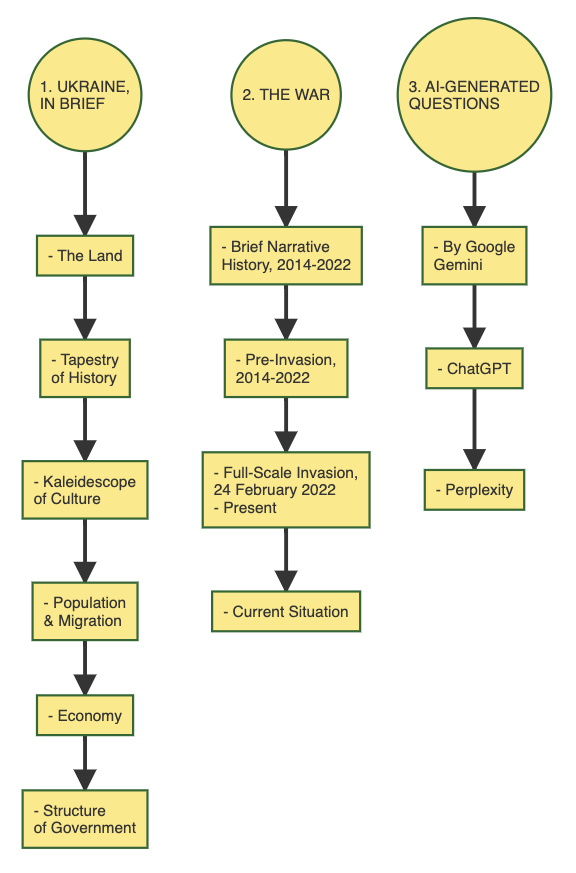 1. UKRAINE,
IN BRIEF
- The Land
- Tapestry
of History
- Kaleidescope
of Culture
- Population
& Migration
- Economy
- Structure
of Government
2. THE WAR
- Brief Narrative
History, 2014-2022
- Pre-Invasion,
2014-2022
- Full-Scale Invasion,
24 February 2022
- Present
- Current Situation
3. AI-GENERATED
QUESTIONS
- By Google
Gemini
- ChatGPT
- Perplexity